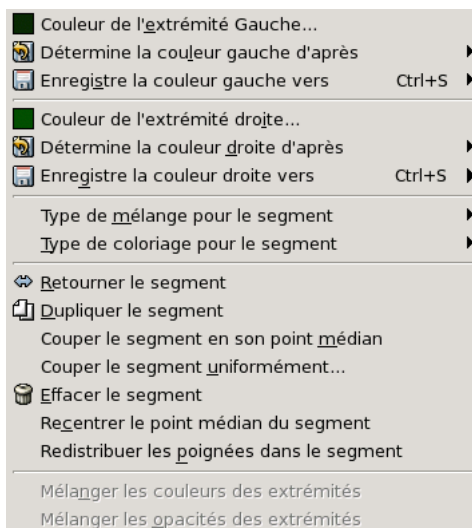 Couleur de l'extrémité Gauche...
Détermine la couleur gauche d'après
Enregistre la couleur gauche vers Ctrl+S
Couleur de l'extrémité droite...
Détermine la couleur droite d'après
Enregistre la couleur droite vers Ctrl+S
Type de mélange pour le segment
Type de coloriage pour le segment
Retourner le segment
Dupliquer le segment
Couper le segment en son point médian
Couper le segment uniformément...
Effacer le segment
Recentrer le point médian du segment
Redistribuer les poignées dans le segment
Mélanger les couleurs des extrémités
Mélanger les opacités des extrémités